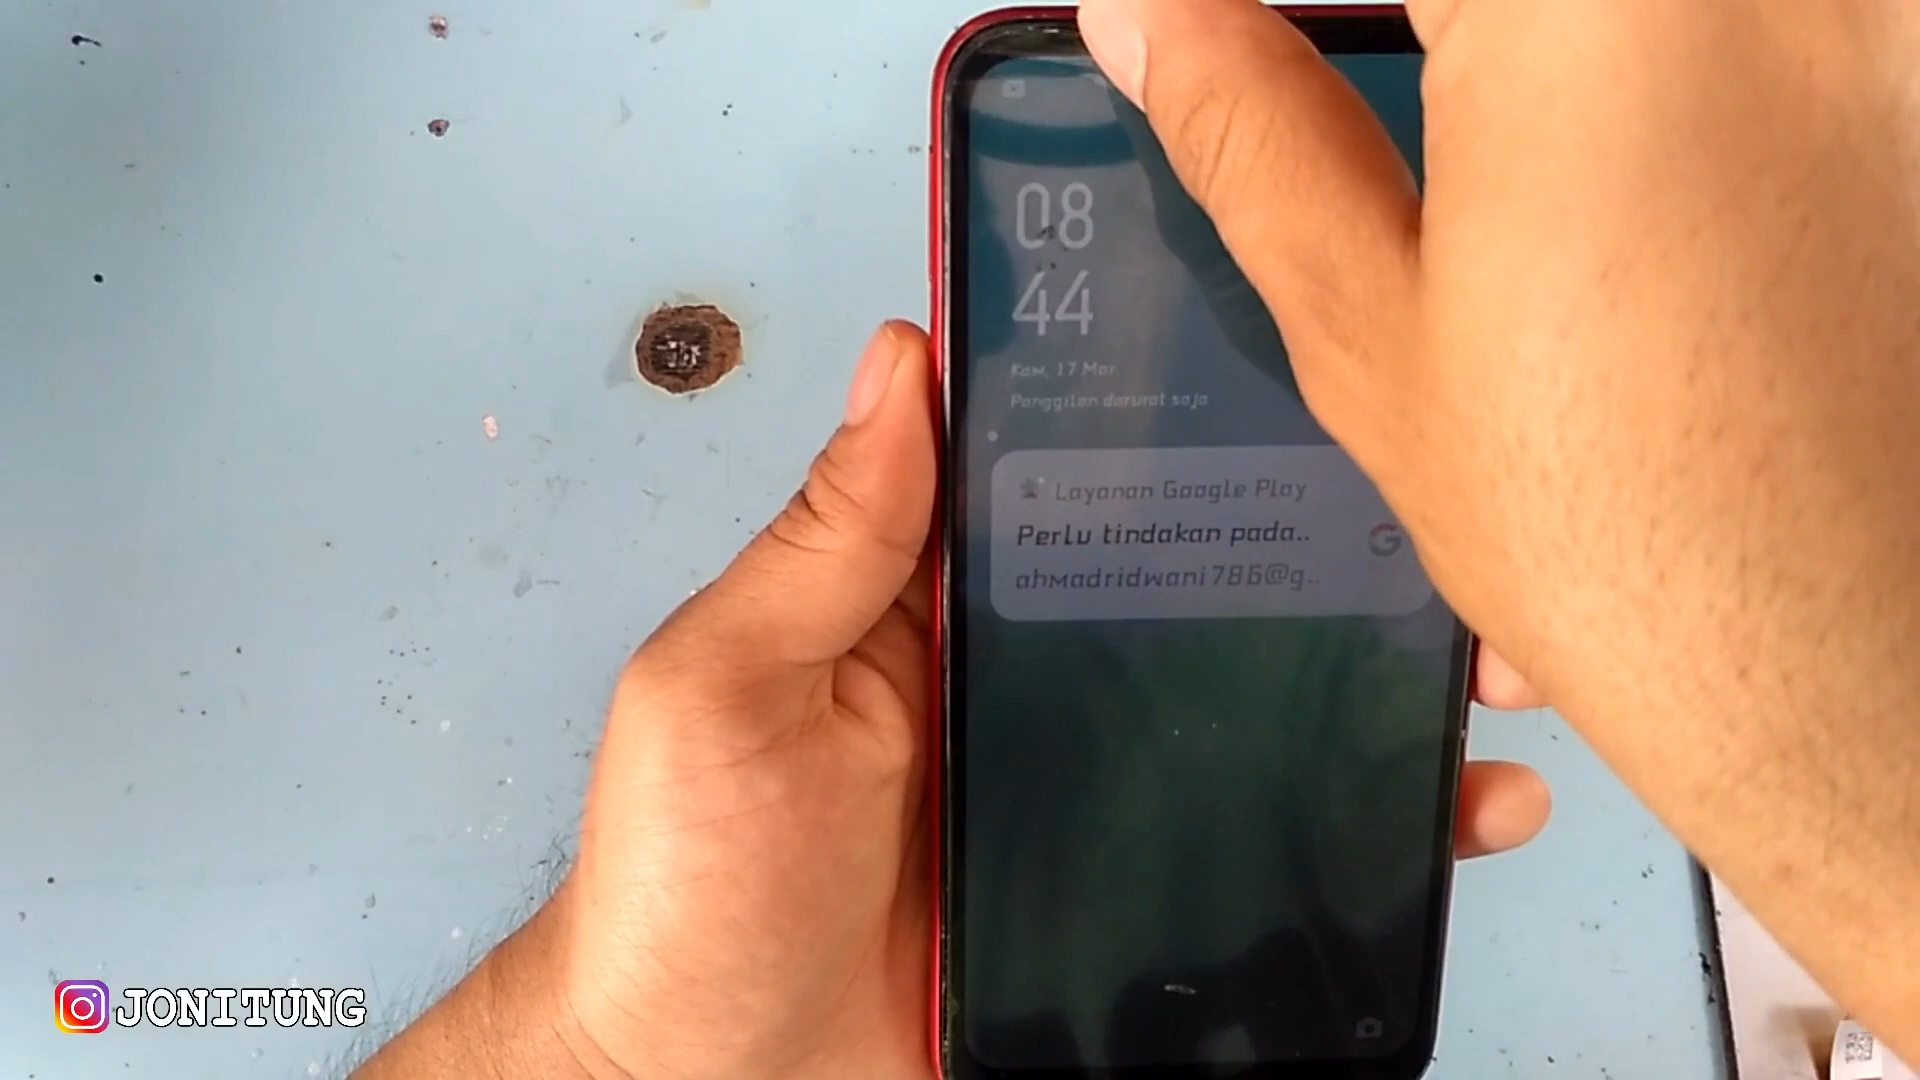 08
44
Kam, 17 Mar
Panggilan darurat saja
Layanan Google Play
Perlu tindakan pada..
ahmadridwani786@g..
JONITUNG